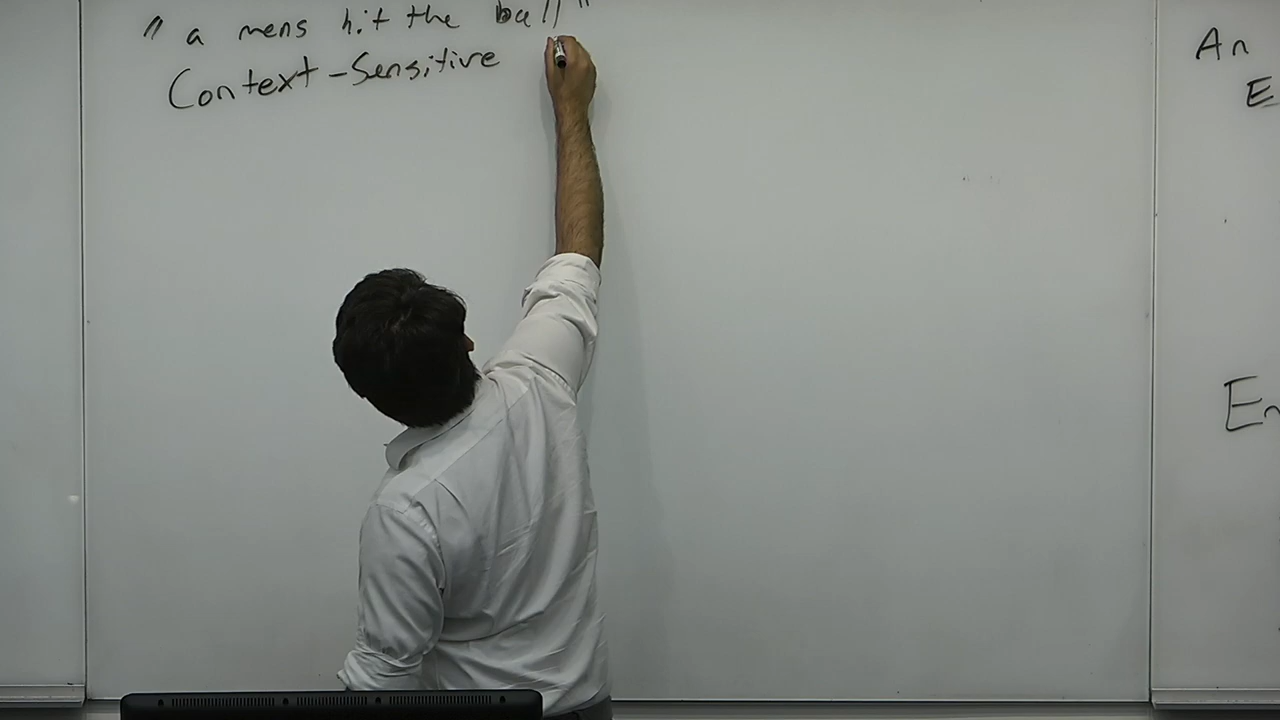 " a mens hit the ball "
Context-Sensitive
An
E
En